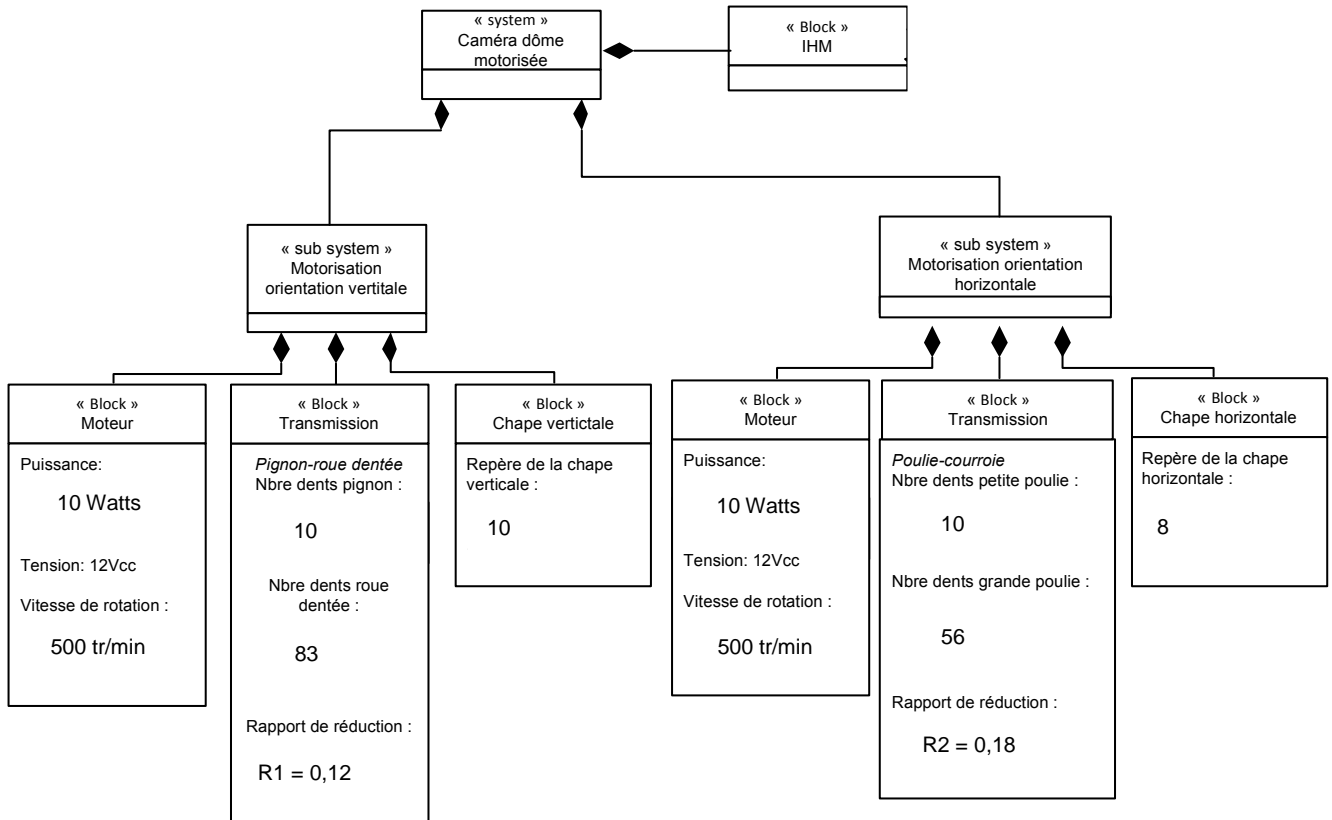 « system »
Caméra dôme
motorisée
« Block »
IHM
« sub system »
Motorisation
orientation vertitale
« sub system »
Motorisation orientation
horizontale
« Block »
Moteur
Puissance:
10 Watts
Tension: 12Vcc
Vitesse de rotation :
500 tr/min
« Block »
Transmission
Pignon-roue dentée
Nbre dents pignon :
10
Nbre dents roue
dentée :
83
Rapport de réduction :
R1 = 0,12
« Block »
Chape vertictale
Repère de la chape
verticale :
10
« Block »
Moteur
Puissance:
10 Watts
Tension: 12Vcc
Vitesse de rotation :
500 tr/min
« Block »
Transmission
Poulie-courroie
Nbre dents petite poulie :
10
Nbre dents grande poulie :
56
Rapport de réduction :
R2 = 0,18
« Block »
Chape horizontale
Repère de la chape
horizontale :
8